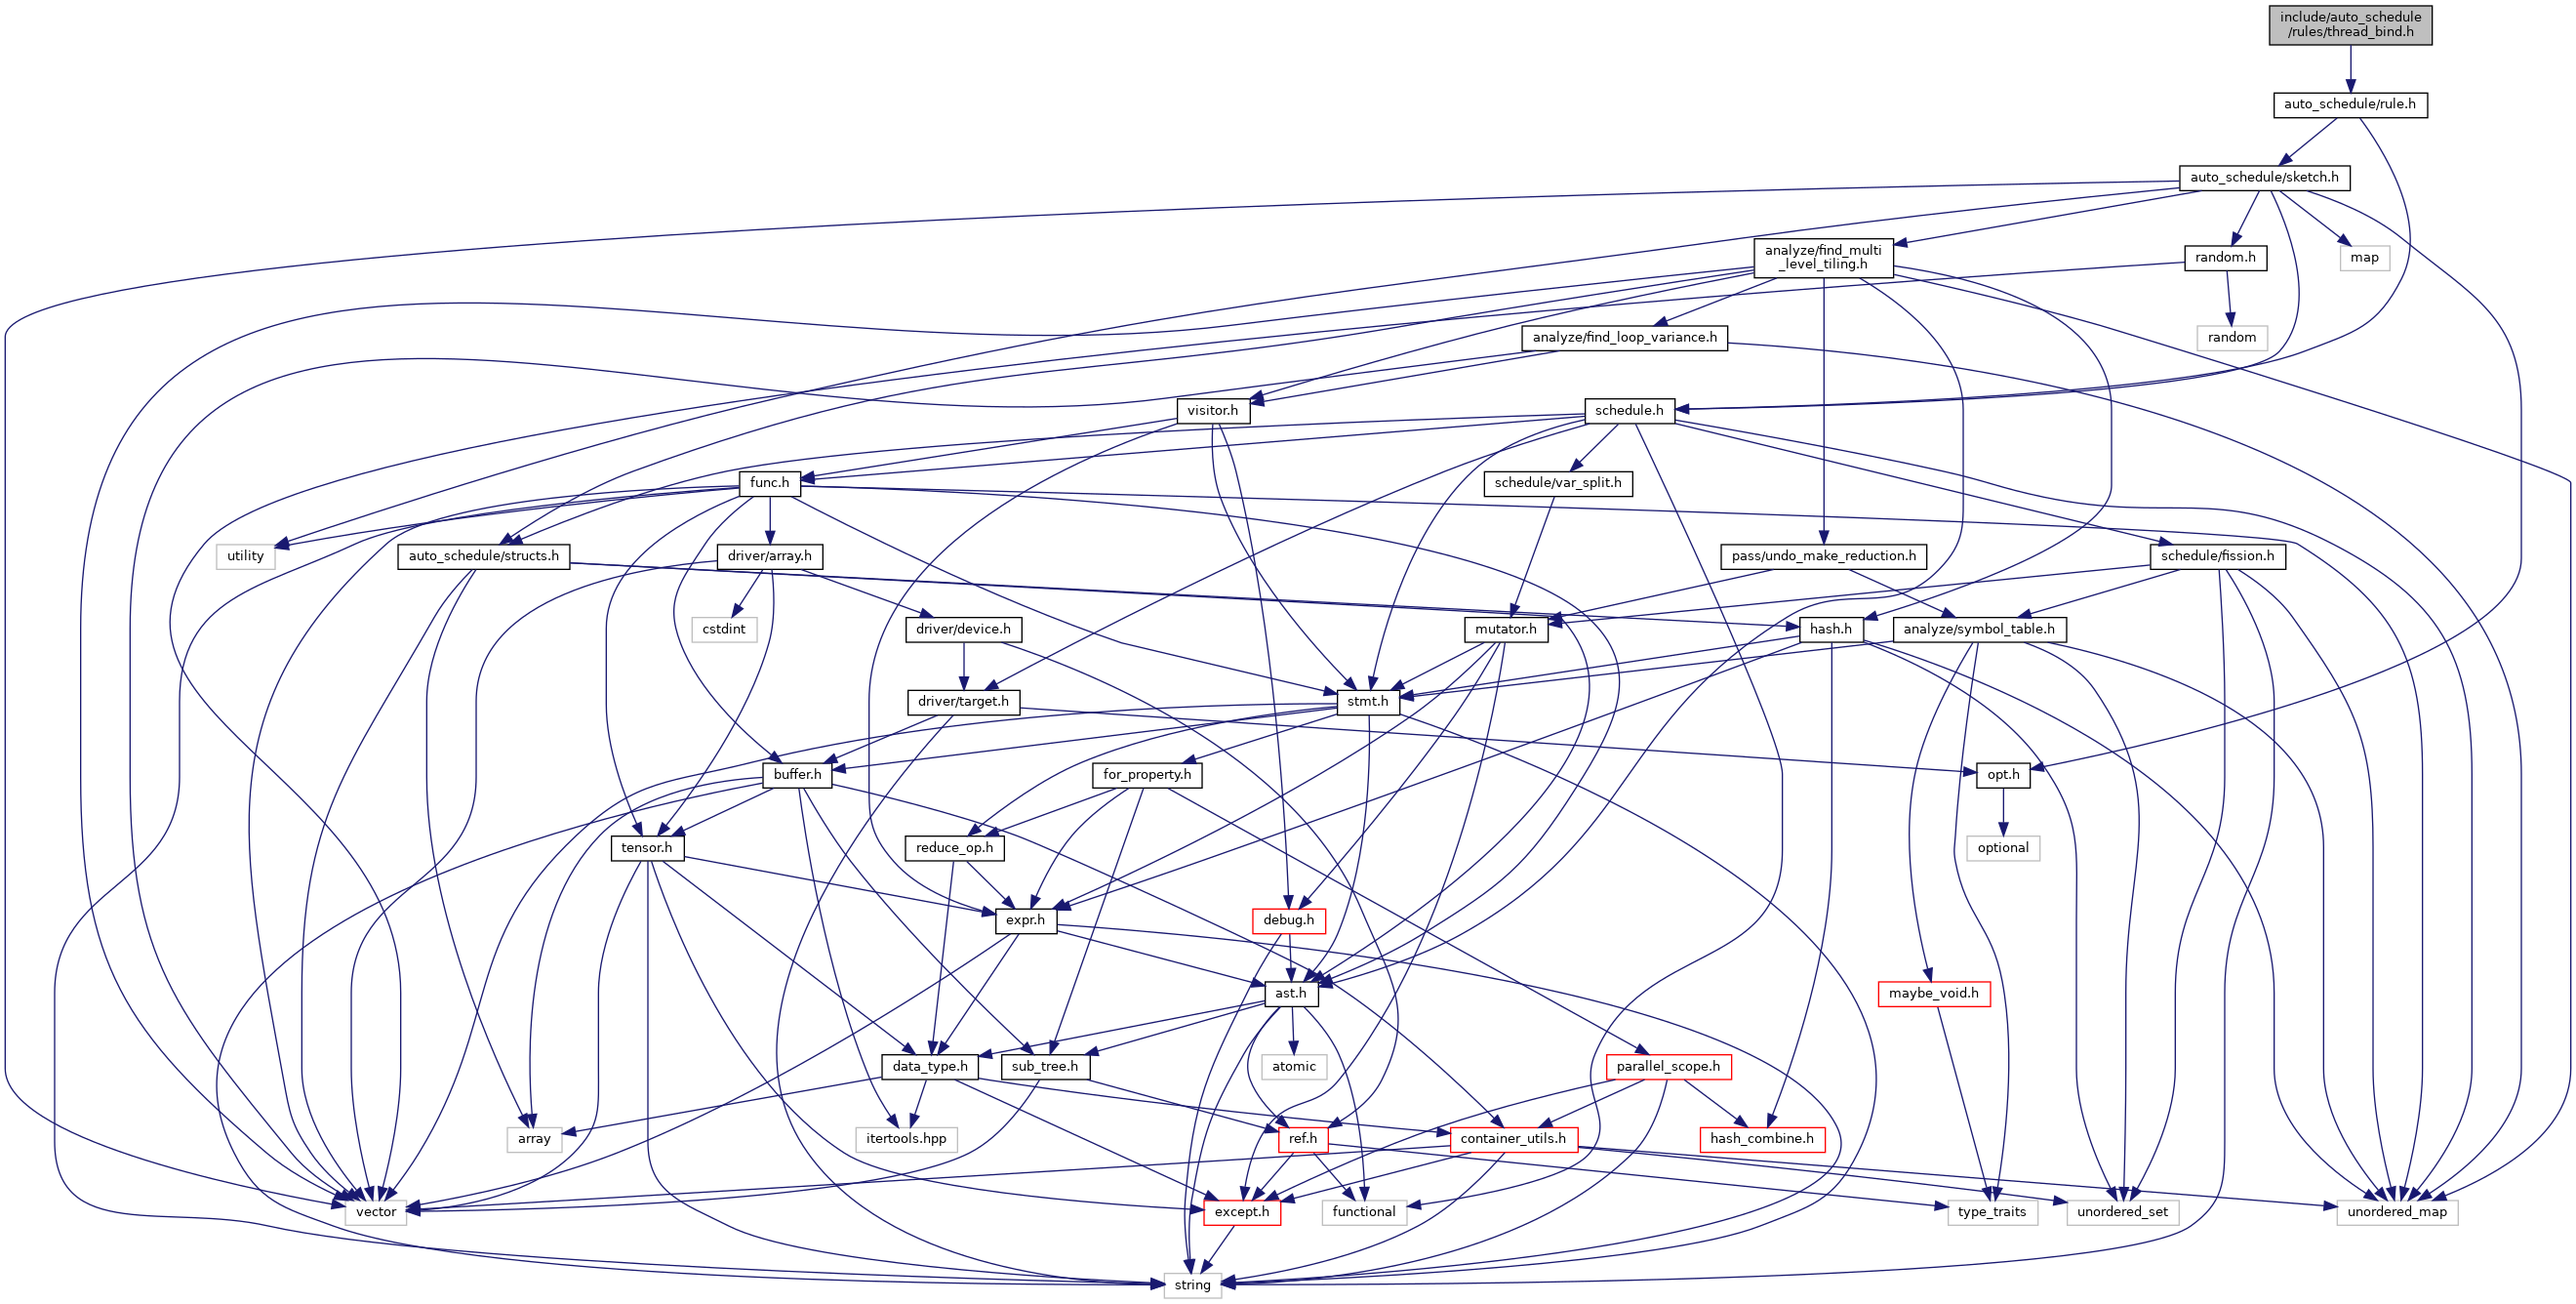 include/auto_schedule
/rules/thread_bind.h
auto_schedule/rule.h
auto_schedule/sketch.h
analyze/find_multi
_level_tiling.h
random.h
map
analyze/find_loop_variance.h
random
visitor.h
schedule.h
func.h
schedule/var_split.h
utility
auto_schedule/structs.h
driver/array.h
pass/undo_make_reduction.h
schedule/fission.h
cstdint
driver/device.h
mutator.h
hash.h
analyze/symbol_table.h
driver/target.h
stmt.h
buffer.h
for_property.h
opt.h
tensor.h
reduce_op.h
optional
expr.h
debug.h
ast.h
maybe_void.h
data_type.h
sub_tree.h
atomic
parallel_scope.h
array
itertools.hpp
ref.h
container_utils.h
hash_combine.h
vector
except.h
functional
type_traits
unordered_set
unordered_map
string